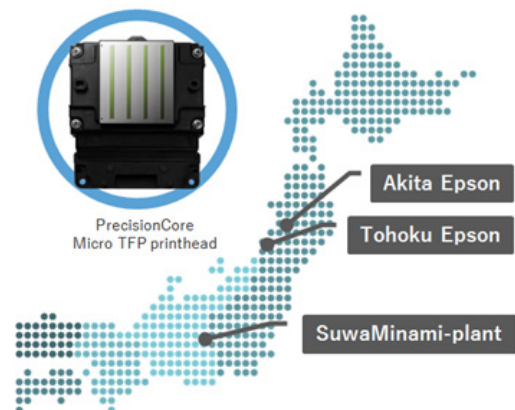 PrecisionCore
Micro TFP printhead
Akita Epson
Tohoku Epson
SuwaMinami-plant